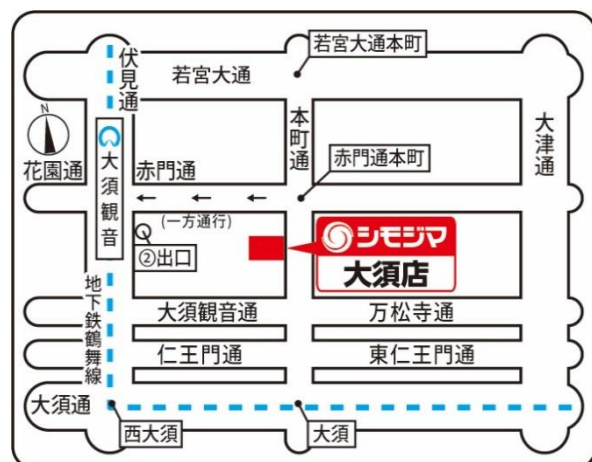 若宮大通本町
伏見通
若宮大通
N
花園通
大須観音
赤門通
本町通
赤門通本町
大津通
(一方通行)
②出口
シモジマ
大須店
地下鉄鶴舞線
大須観音通
万松寺通
仁王門通
東仁王門通
大須通
西大須
大須